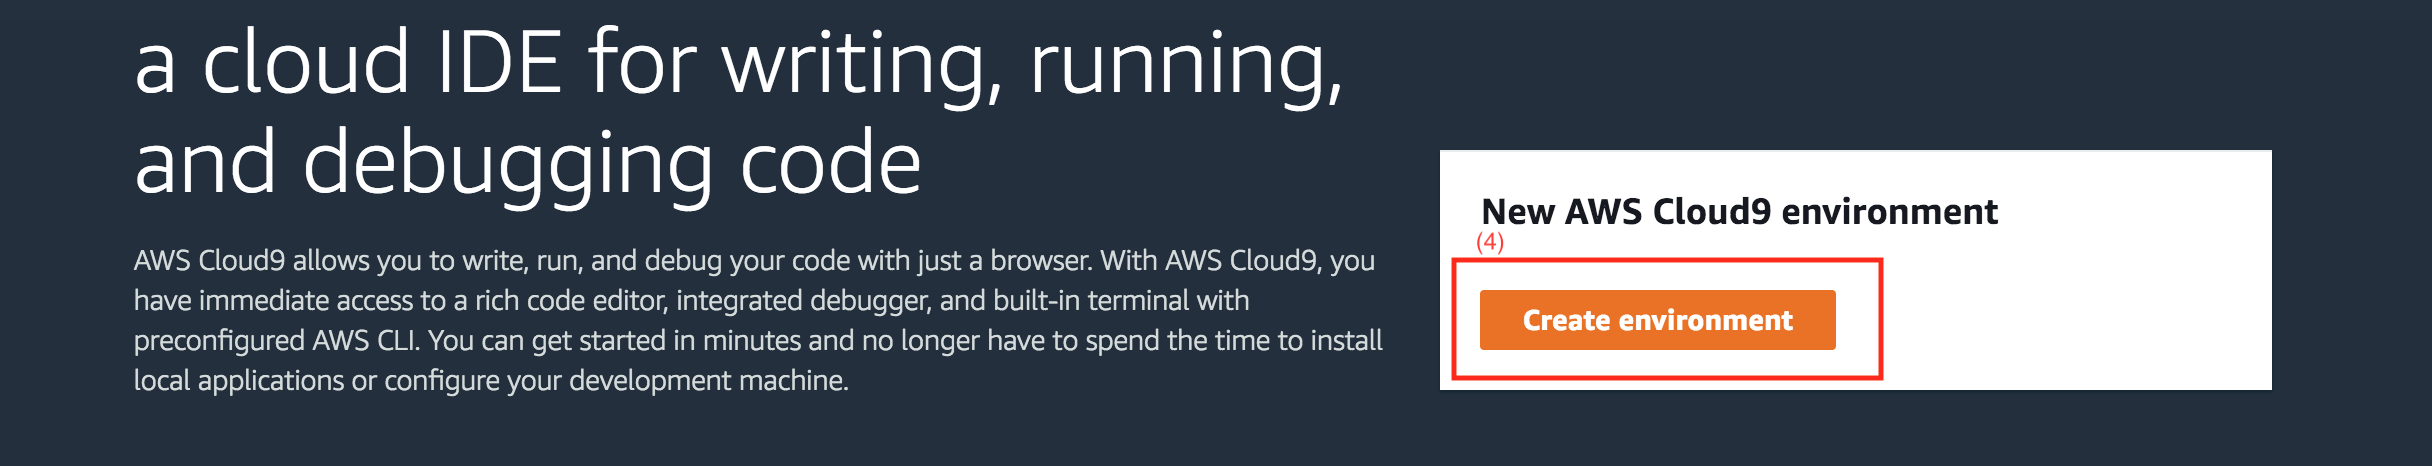 a cloud IDE for writing, running,
and debugging code
AWS Cloud9 allows you to write, run, and debug your code with just a browser. With AWS Cloud9, you
have immediate access to a rich code editor, integrated debugger, and built-in terminal with
preconfigured AWS CLI. You can get started in minutes and no longer have to spend the time to install
local applications or configure your development machine.
New AWS Cloud9 environment
(4)
Create environment